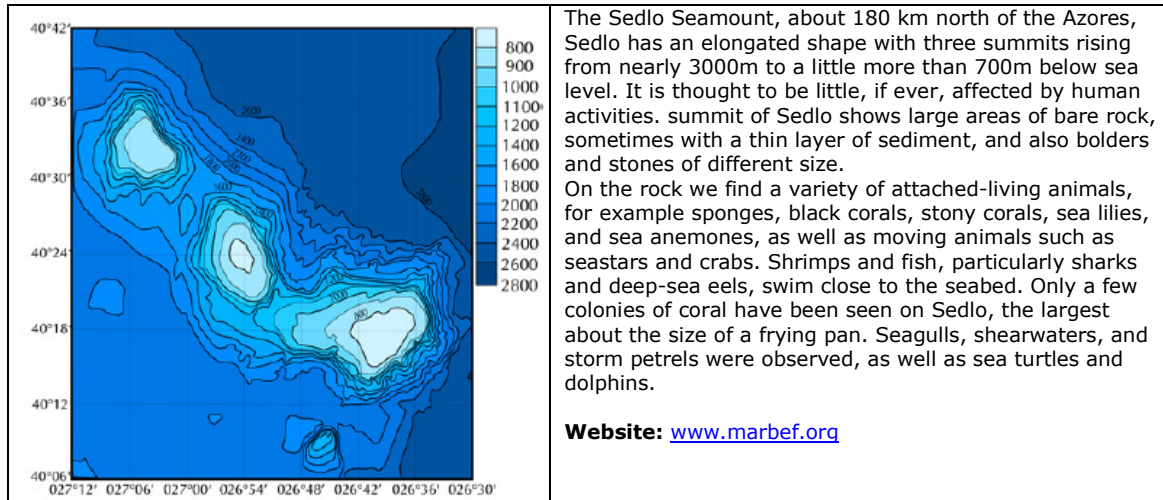 40°42'
40°36'
40°30'
40°24'
40°18'
40°12'
40°06'
027°12' 027°06' 027°00' 026°54' 026°48' 026°42' 026°36' 026°30'
800
900
1000
1100
1200
1400
1600
1800
2000
2200
2400
2600
2800
2600
1600
800
The Sedlo Seamount, about 180 km north of the Azores,
Sedlo has an elongated shape with three summits rising
from nearly 3000m to a little more than 700m below sea
level. It is thought to be little, if ever, affected by human
activities. summit of Sedlo shows large areas of bare rock,
sometimes with a thin layer of sediment, and also bolders
and stones of different size.
On the rock we find a variety of attached-living animals,
for example sponges, black corals, stony corals, sea lilies,
and sea anemones, as well as moving animals such as
seastars and crabs. Shrimps and fish, particularly sharks
and deep-sea eels, swim close to the seabed. Only a few
colonies of coral have been seen on Sedlo, the largest
about the size of a frying pan. Seagulls, shearwaters, and
storm petrels were observed, as well as sea turtles and
dolphins.
Website: www.marbef.org